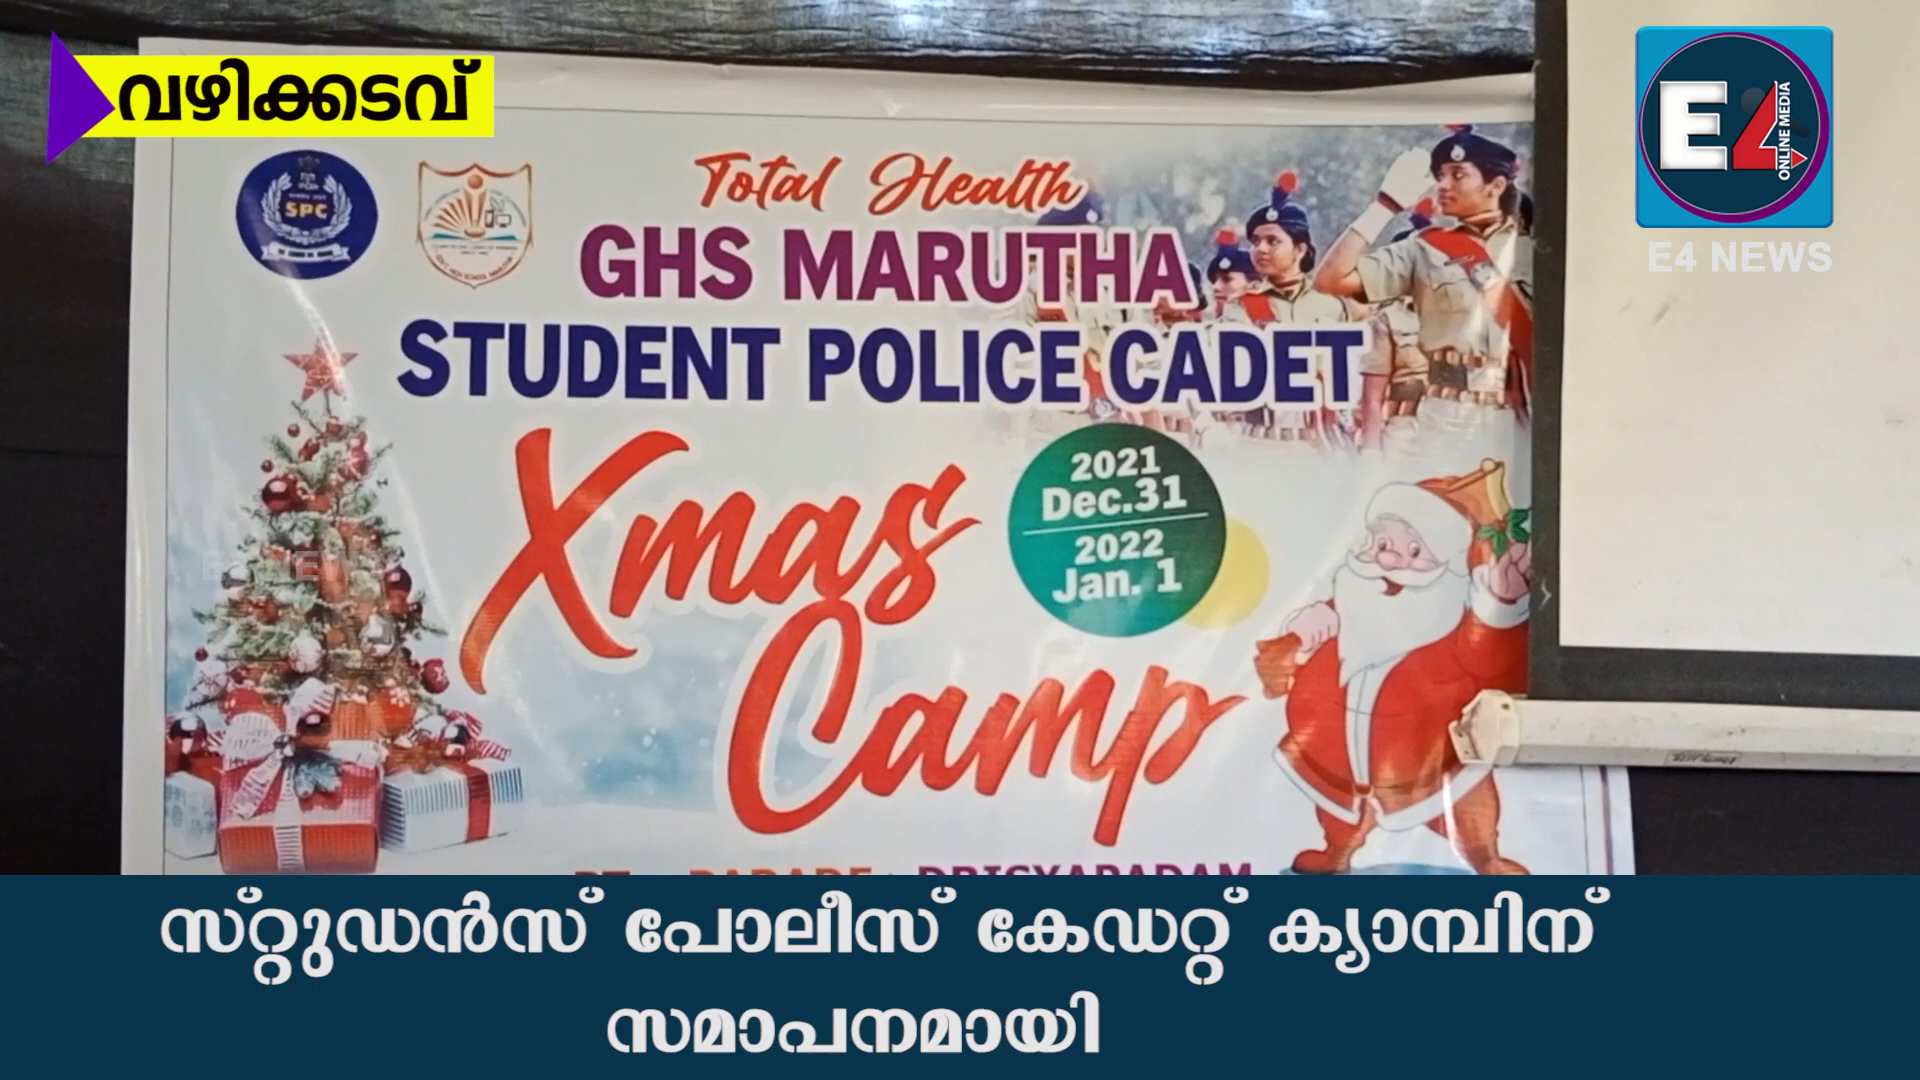 വഴിക്കടവ്
E4
ONLINE MEDIA
E4 NEWS
SPC
Total Health
GHS MARUTHA
STUDENT POLICE CADET
Xmas
Camp
2021
Dec.31
2022
Jan. 1
സ്റ്റുഡൻസ് പോലീസ് കേഡറ്റ് ക്യാമ്പിന്
സമാപനമായി